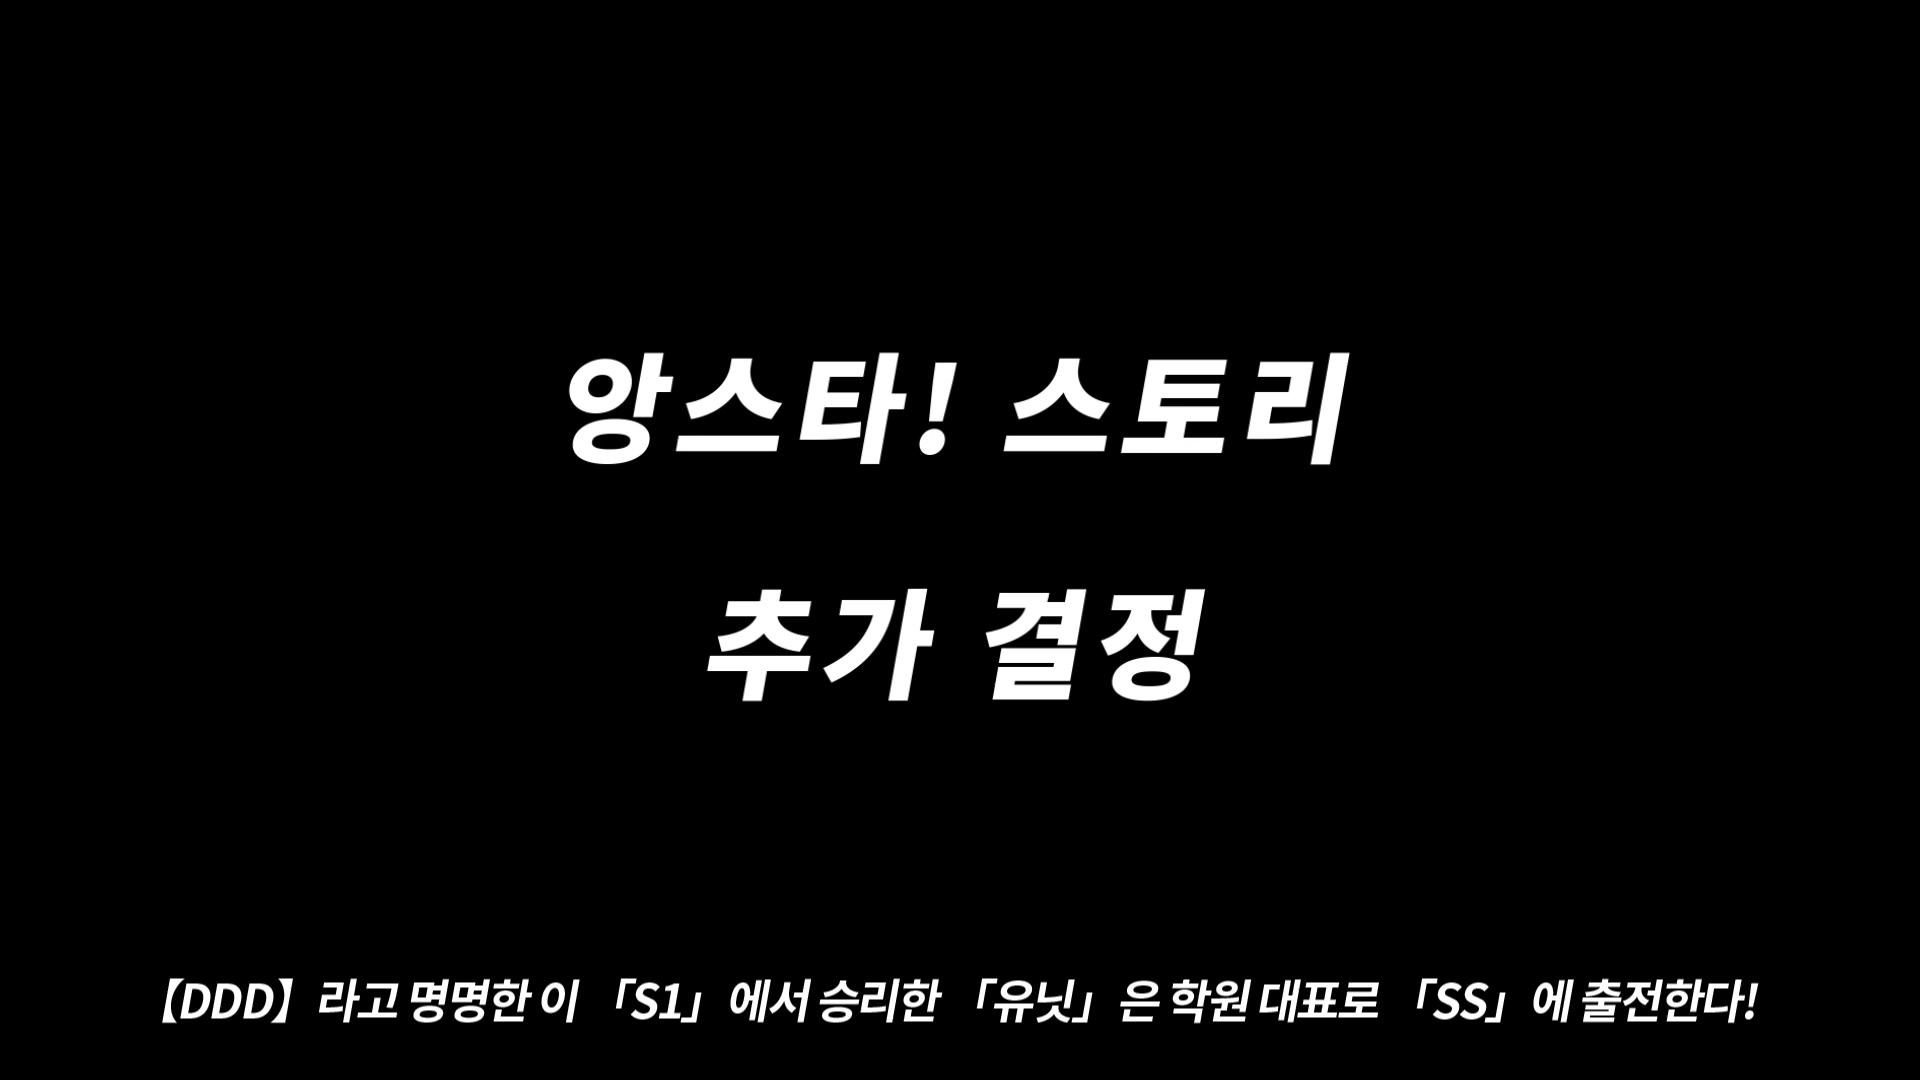 앙스타! 스토리
추가 결정
【DDD】라고 명명한 이 「S1」에서 승리한 「유닛」은 학원 대표로 「SS」에 출전한다!